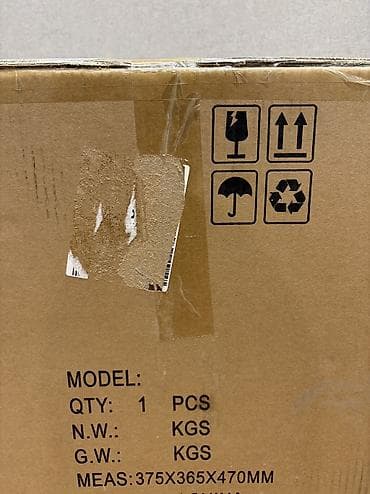 MODEL:
QTY: 1 PCS
N.W.: KGS
G.W.: KGS
MEAS:375X365X470MM